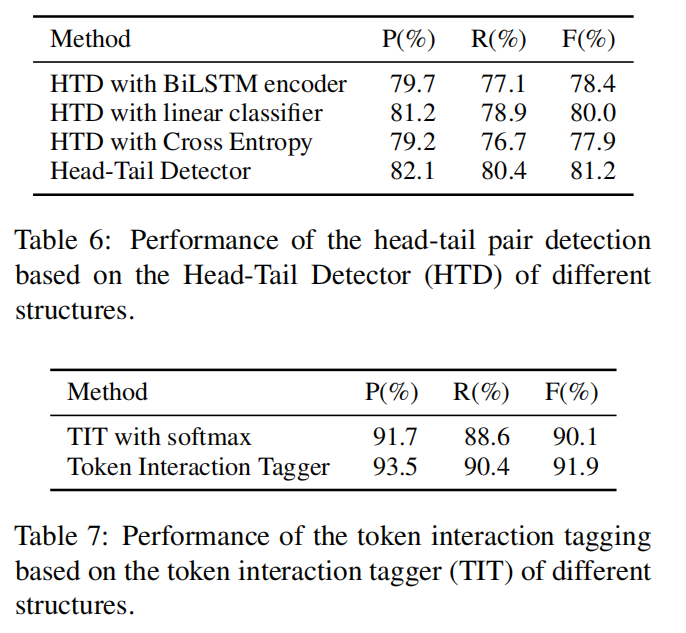 Method P(%) R(%) F(%)
HTD with BiLSTM encoder 79.7 77.1 78.4
HTD with linear classifier 81.2 78.9 80.0
HTD with Cross Entropy 79.2 76.7 77.9
Head-Tail Detector 82.1 80.4 81.2
Table 6: Performance of the head-tail pair detection
based on the Head-Tail Detector (HTD) of different
structures.
Method P(%) R(%) F(%)
TIT with softmax 91.7 88.6 90.1
Token Interaction Tagger 93.5 90.4 91.9
Table 7: Performance of the token interaction tagging
based on the token interaction tagger (TIT) of different
structures.